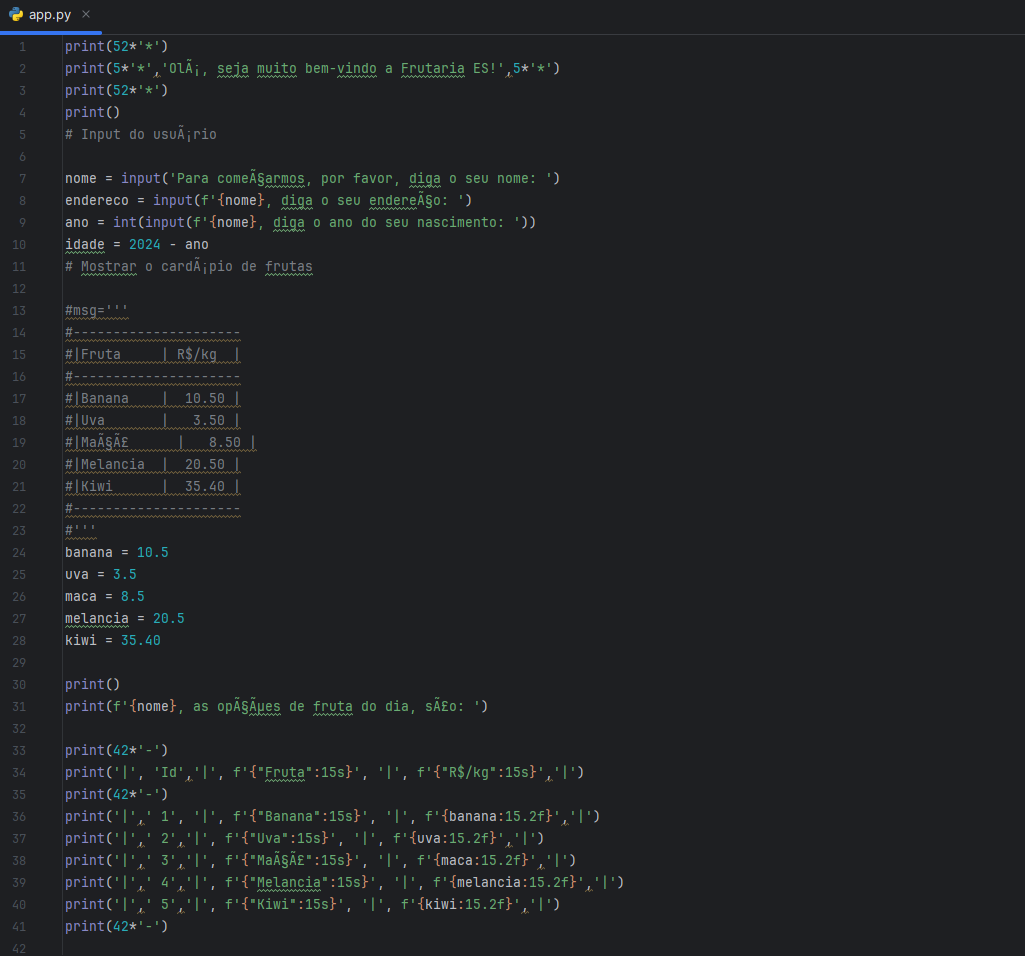 app.py
1 print(52*'*')
2 print(5*'*','OlÃ¡, seja muito bem-vindo a Frutaria ES!',5*'*')
3 print(52*'*')
4 print()
5 # Input do usuÃ¡rio
6
7 nome = input('Para comeÃ§armos, por favor, diga o seu nome: ')
8 endereco = input(f'{nome}, diga o seu endereÃ§o: ')
9 ano = int(input(f'{nome}, diga o ano do seu nascimento: '))
10 idade = 2024 - ano
11 # Mostrar o cardÃ¡pio de frutas
12
13 #msg='''
14 #---------------------
15 #|Fruta     | R$/kg  |
16 #---------------------
17 #|Banana    |  10.50 |
18 #|Uva       |   3.50 |
19 #|MaÃ§Ã£      |   8.50 |
20 #|Melancia  |  20.50 |
21 #|Kiwi      |  35.40 |
22 #---------------------
23 #'''
24 banana = 10.5
25 uva = 3.5
26 maca = 8.5
27 melancia = 20.5
28 kiwi = 35.40
29
30 print()
31 print(f'{nome}, as opÃ§Ãµes de fruta do dia, sÃ£o: ')
32
33 print(42*'-')
34 print('|', 'Id','|', f'{"Fruta":15s}', '|', f'{"R$/kg":15s}','|')
35 print(42*'-')
36 print('|',' 1', '|', f'{"Banana":15s}', '|', f'{banana:15.2f}','|')
37 print('|',' 2','|', f'{"Uva":15s}', '|', f'{uva:15.2f}','|')
38 print('|',' 3','|', f'{"MaÃ§Ã£":15s}', '|', f'{maca:15.2f}','|')
39 print('|',' 4','|', f'{"Melancia":15s}', '|', f'{melancia:15.2f}','|')
40 print('|',' 5','|', f'{"Kiwi":15s}', '|', f'{kiwi:15.2f}','|')
41 print(42*'-')
42